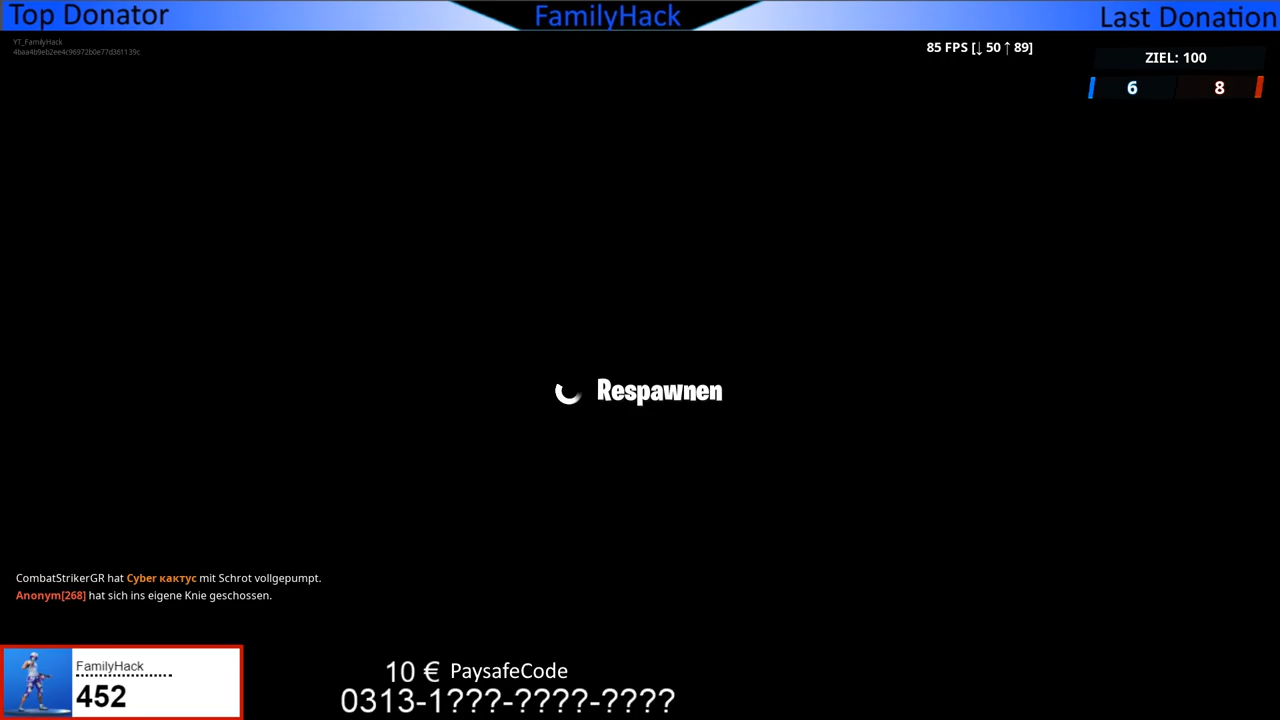 Top Donator
FamilyHack
Last Donation
YT_FamilyHack
4baa4b9eb2ee4c96972b0e77d361139c
85 FPS [↓ 50 ↑ 89]
ZIEL: 100
6
8
Respawnen
CombatStrikerGR hat Cyber кактус mit Schrot vollgepumpt.
Anonym[268] hat sich ins eigene Knie geschossen.
FamilyHack
452
10 € PaysafeCode
0313-1???-????-????